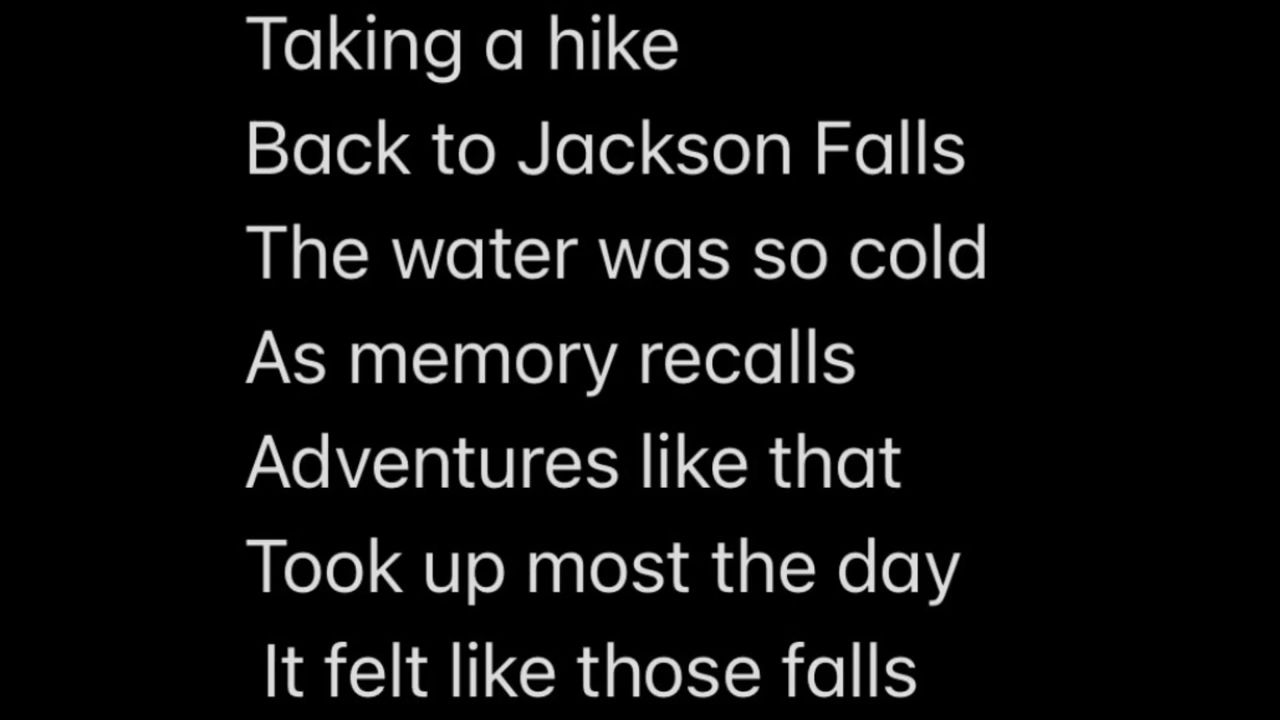 Taking a hike
Back to Jackson Falls
The water was so cold
As memory recalls
Adventures like that
Took up most the day
It felt like those falls